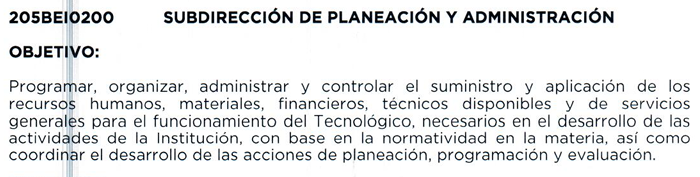 205BEI0200 SUBDIRECCIÓN DE PLANEACIÓN Y ADMINISTRACIÓN
OBJETIVO:
Programar, organizar, administrar y controlar el suministro y aplicación de los
recursos humanos, materiales, financieros, técnicos disponibles y de servicios
generales para el funcionamiento del Tecnológico, necesarios en el desarrollo de las
actividades de la Institución, con base en la normatividad en la materia, así como
coordinar el desarrollo de las acciones de planeación, programación y evaluación.